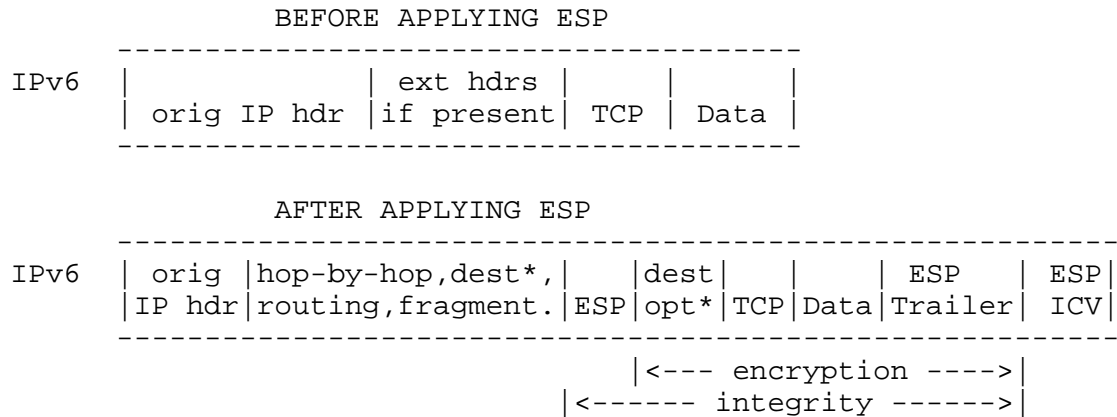 BEFORE APPLYING ESP
---------------------------------------
IPv6 | | ext hdrs | | |
| orig IP hdr |if present| TCP | Data |
---------------------------------------
AFTER APPLYING ESP
---------------------------------------------------------
IPv6 | orig |hop-by-hop,dest*,| |dest| | | ESP | ESP|
|IP hdr|routing,fragment.|ESP|opt*|TCP|Data|Trailer| ICV|
---------------------------------------------------------
|<--- encryption ---->|
|<------ integrity ------>|